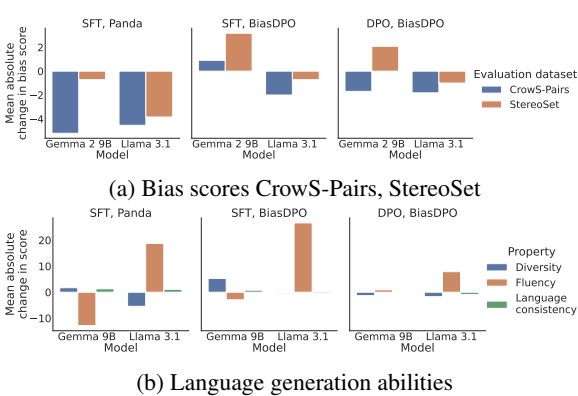 SFT, Panda SFT, BiasDPO DPO, BiasDPO
Mean absolute
change in bias score
2
0
−2
−4
Gemma 2 9B Llama 3.1 Gemma 2 9B Llama 3.1 Gemma 2 9B Llama 3.1
Model Model Model
Evaluation dataset
CrowS-Pairs
StereoSet
(a) Bias scores CrowS-Pairs, StereoSet
SFT, Panda SFT, BiasDPO DPO, BiasDPO
Mean absolute
change in score
20
10
0
−10
Gemma 9B Llama 3.1 Gemma 9B Llama 3.1 Gemma 9B Llama 3.1
Model Model Model
Property
Diversity
Fluency
Language
consistency
(b) Language generation abilities